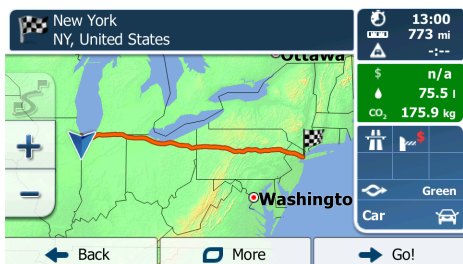 New York
NY, United States
13:00
773 mi
-:--
$ n/a
75.5 l
CO₂ 175.9 kg
$
Green
Car
Ottawa
Washingto
+
−
S
Back
More
Go!